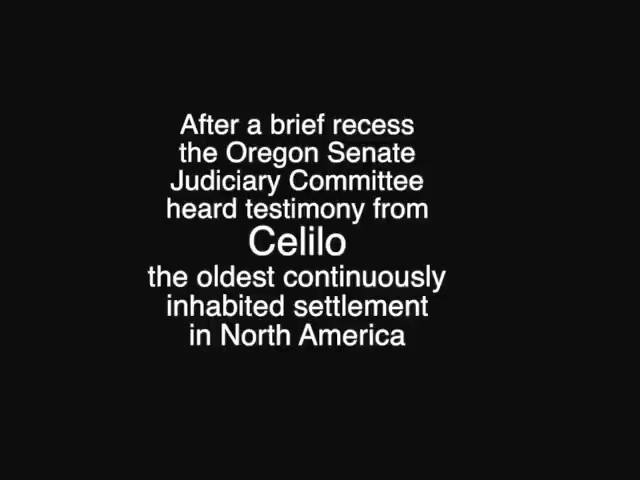 After a brief recess
the Oregon Senate
Judiciary Committee
heard testimony from
Celilo
the oldest continuously
inhabited settlement
in North America